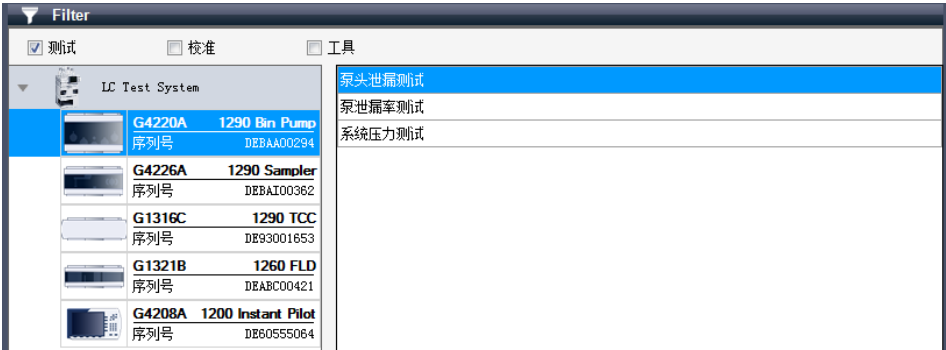 Filter
测试 校准 工具
LC Test System
G4220A 1290 Bin Pump
序列号 DEBAA00294
G4226A 1290 Sampler
序列号 DEBAI00362
G1316C 1290 TCC
序列号 DE93001653
G1321B 1260 FLD
序列号 DEABC00421
G4208A 1200 Instant Pilot
序列号 DE60555064
泵头泄漏测试
泵泄漏率测试
系统压力测试